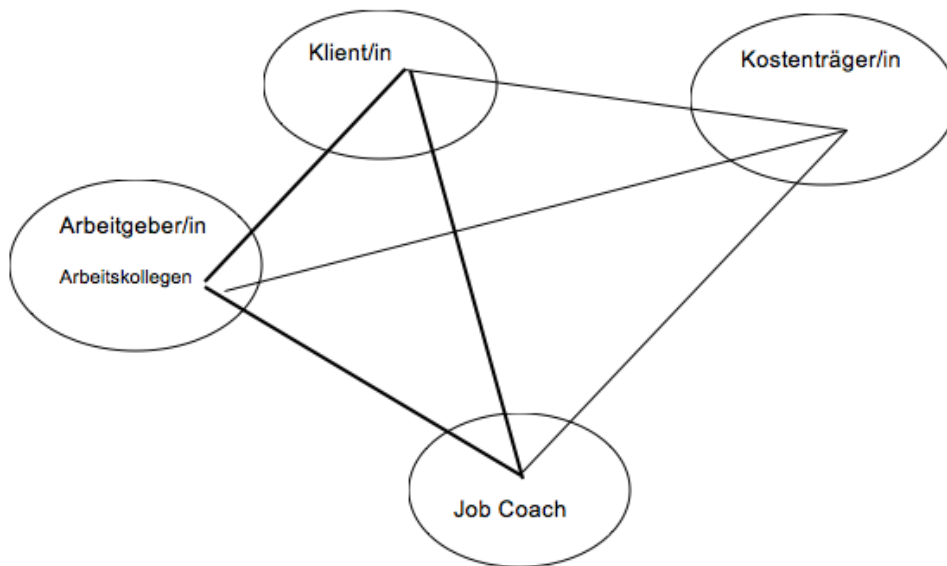 Klient/in
Kostenträger/in
Arbeitgeber/in
Arbeitskollegen
Job Coach